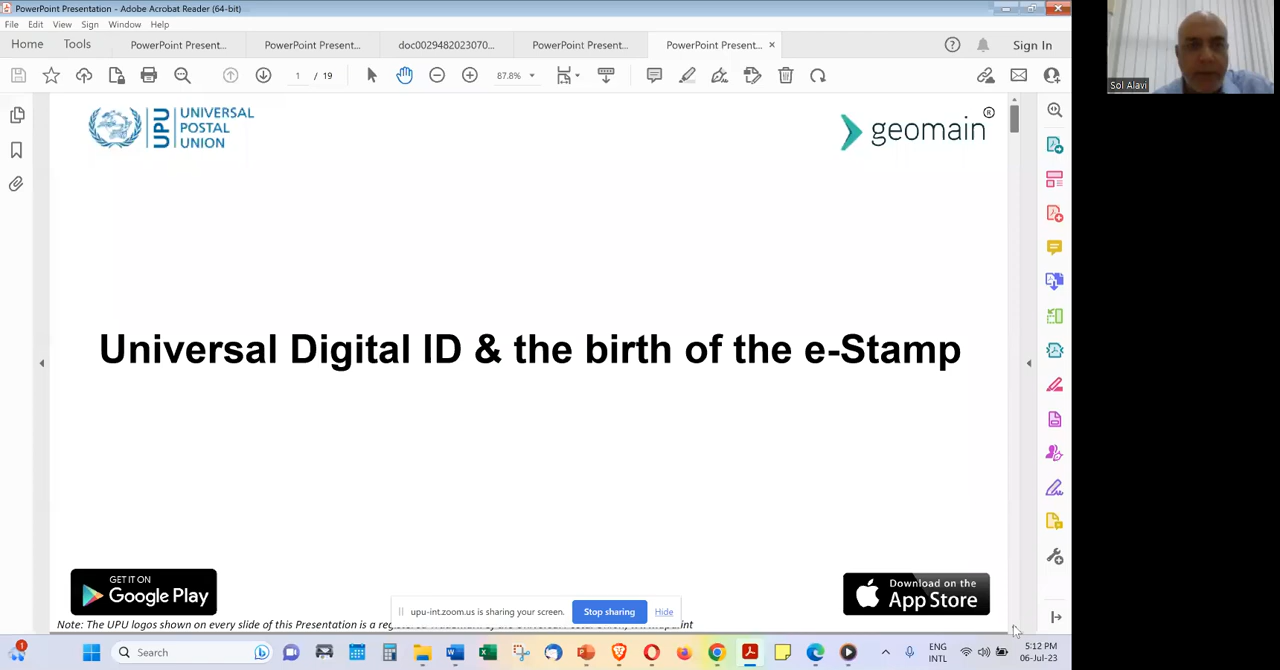 PowerPoint Presentation - Adobe Acrobat Reader (64-bit)
File Edit View Sign Window Help
Home Tools PowerPoint Present... PowerPoint Present... doc0029482023070... PowerPoint Present... PowerPoint Present... × Sign In
1 / 19 87.8%
Sol Alavi
UPU UNIVERSAL
POSTAL
UNION
geomain ®
Universal Digital ID & the birth of the e-Stamp
GET IT ON
Google Play
Download on the
App Store
upu-int.zoom.us is sharing your screen. Stop sharing Hide
Note: The UPU logos shown on every slide of this Presentation is a
1 Search ENG
INTL 5:12 PM
06-Jul-23